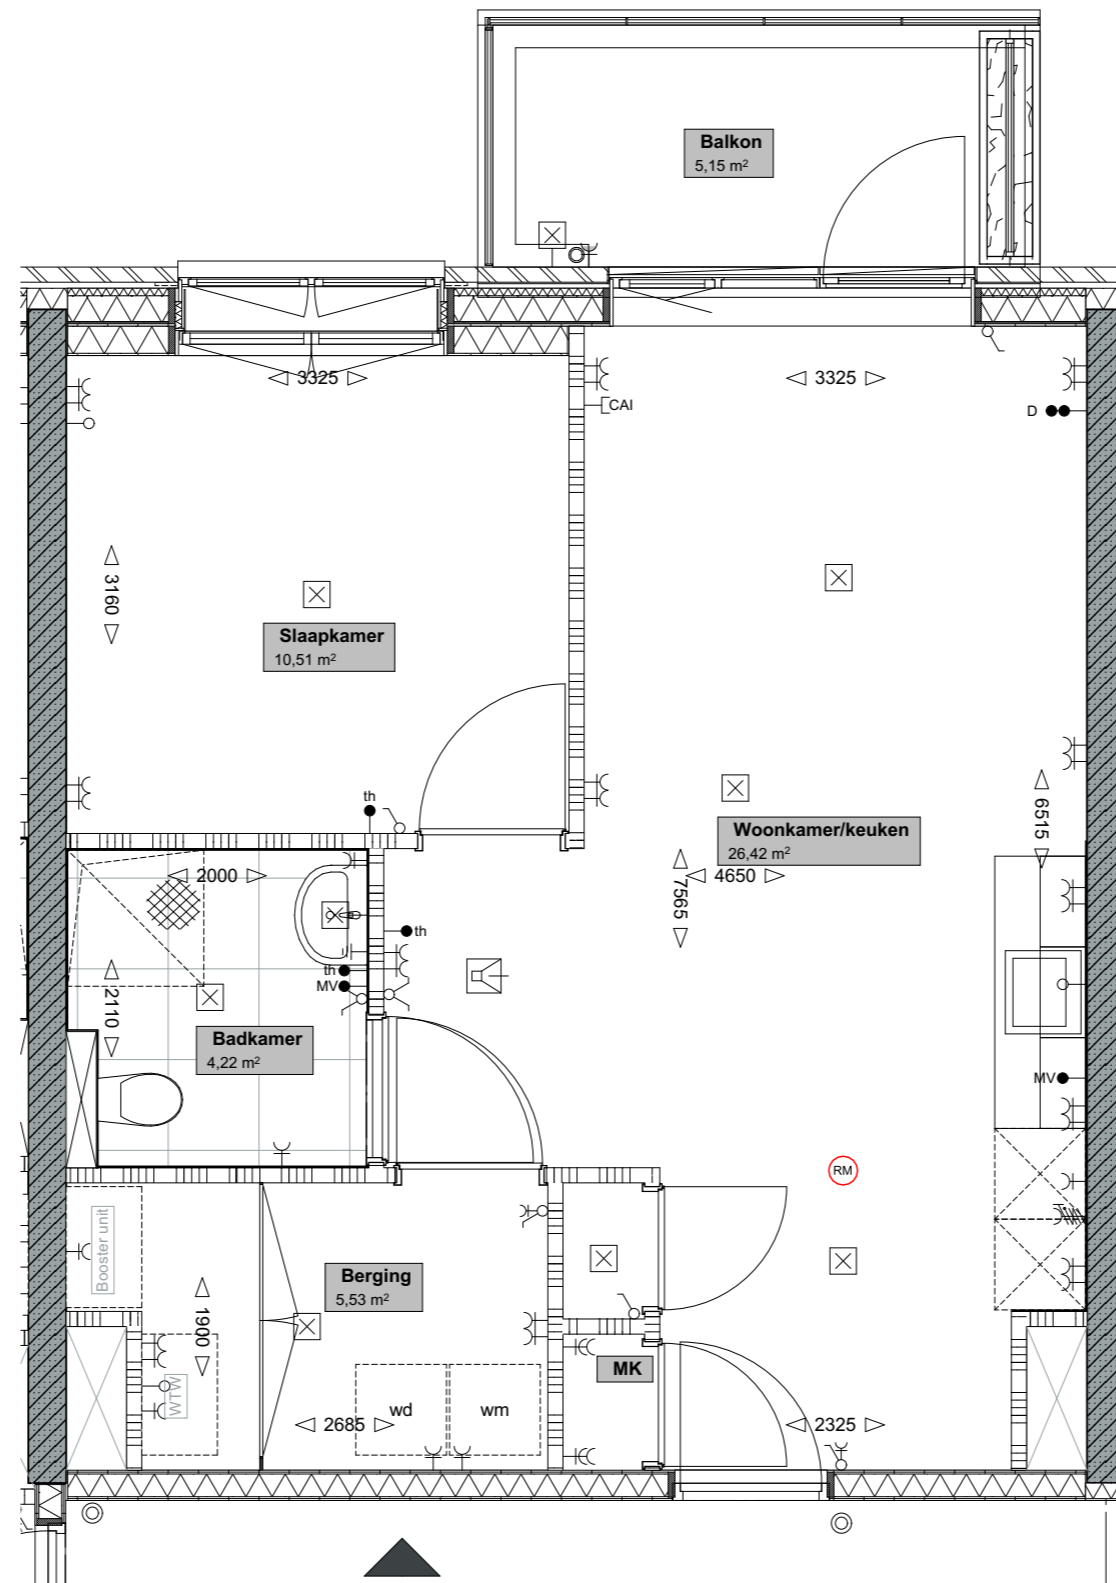 Balkon
5,15 m²
3325
3325
CAI
D
3160
Slaapkamer
10,51 m²
th
6515
Woonkamer/keuken
26,42 m²
2000
7565
4650
th
th
MV
2110
Badkamer
4,22 m²
MV
RM
Booster unit
Berging
5,53 m²
1900
MK
WTW
wd
wm
2685
2325